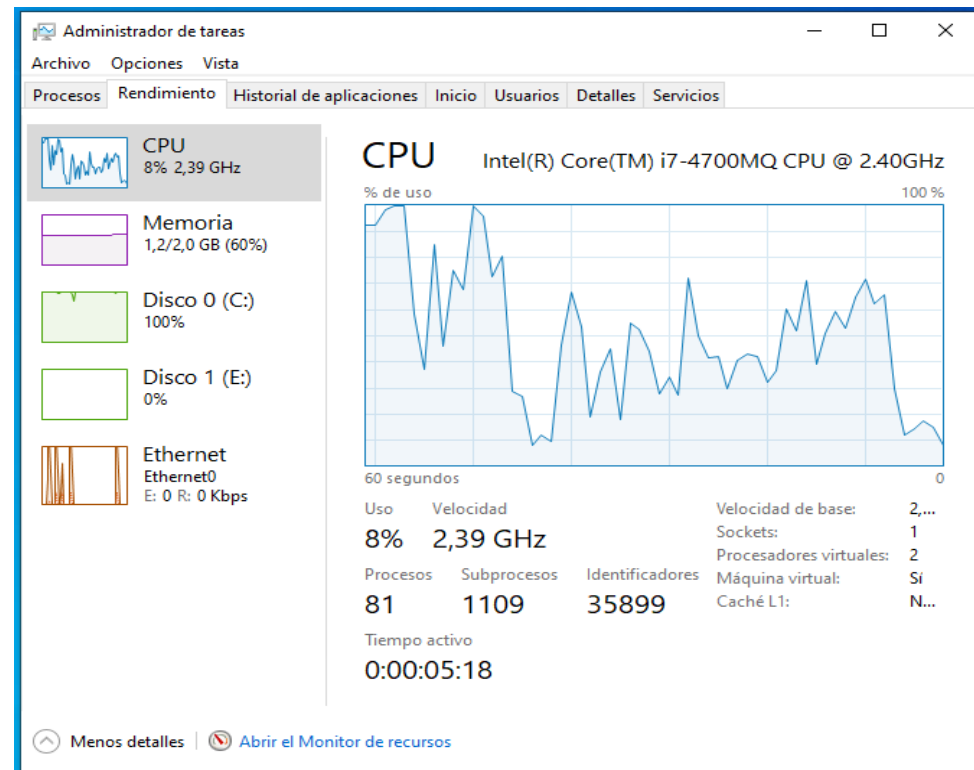 Administrador de tareas
Archivo Opciones Vista
Procesos Rendimiento Historial de aplicaciones Inicio Usuarios Detalles Servicios
CPU
8% 2,39 GHz
Memoria
1,2/2,0 GB (60%)
Disco 0 (C:)
100%
Disco 1 (E:)
0%
Ethernet
Ethernet0
E: 0 R: 0 Kbps
CPU Intel(R) Core(TM) i7-4700MQ CPU @ 2.40GHz
% de uso 100 %
60 segundos 0
Uso Velocidad
8% 2,39 GHz
Procesos Subprocesos Identificadores
81 1109 35899
Tiempo activo
0:00:05:18
Velocidad de base: 2,...
Sockets: 1
Procesadores virtuales: 2
Máquina virtual: Sí
Caché L1: N...
Menos detalles Abrir el Monitor de recursos